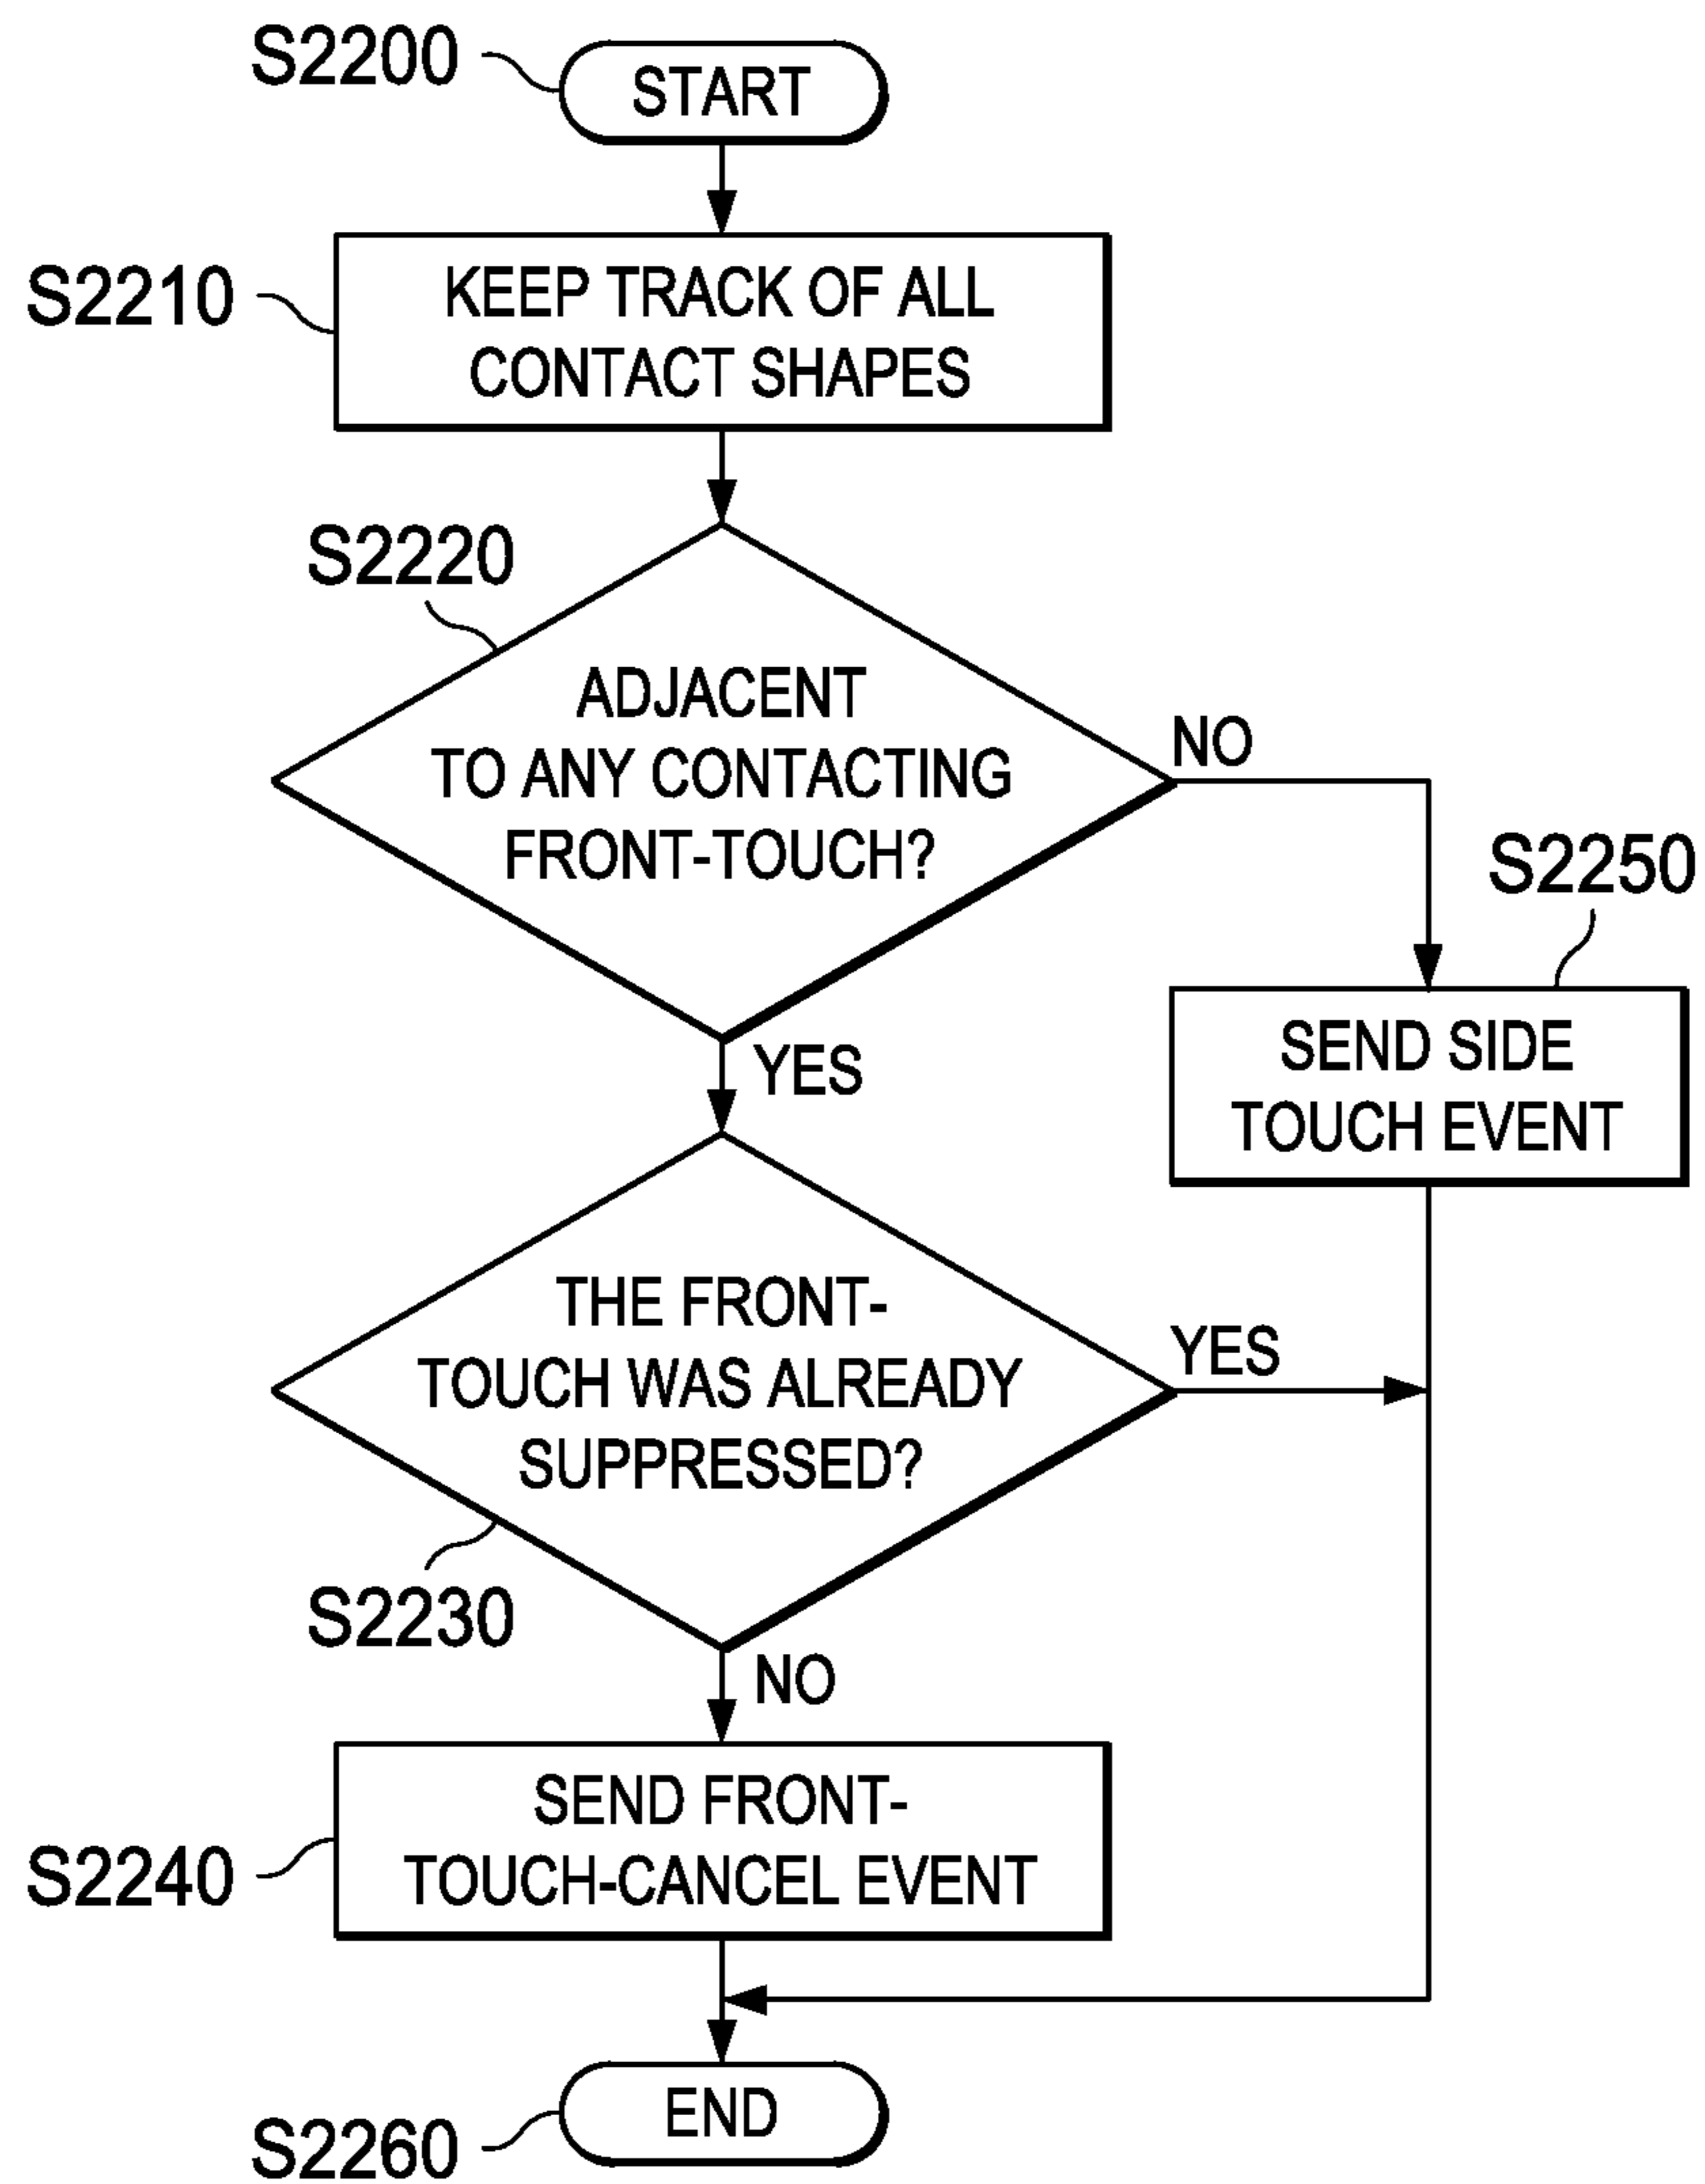 S2200
START
S2210
KEEP TRACK OF ALL
CONTACT SHAPES
S2220
ADJACENT
TO ANY CONTACTING
FRONT-TOUCH?
NO
YES
S2250
SEND SIDE
TOUCH EVENT
THE FRONT-
TOUCH WAS ALREADY
SUPPRESSED?
YES
S2230
NO
SEND FRONT-
TOUCH-CANCEL EVENT
S2240
END
S2260